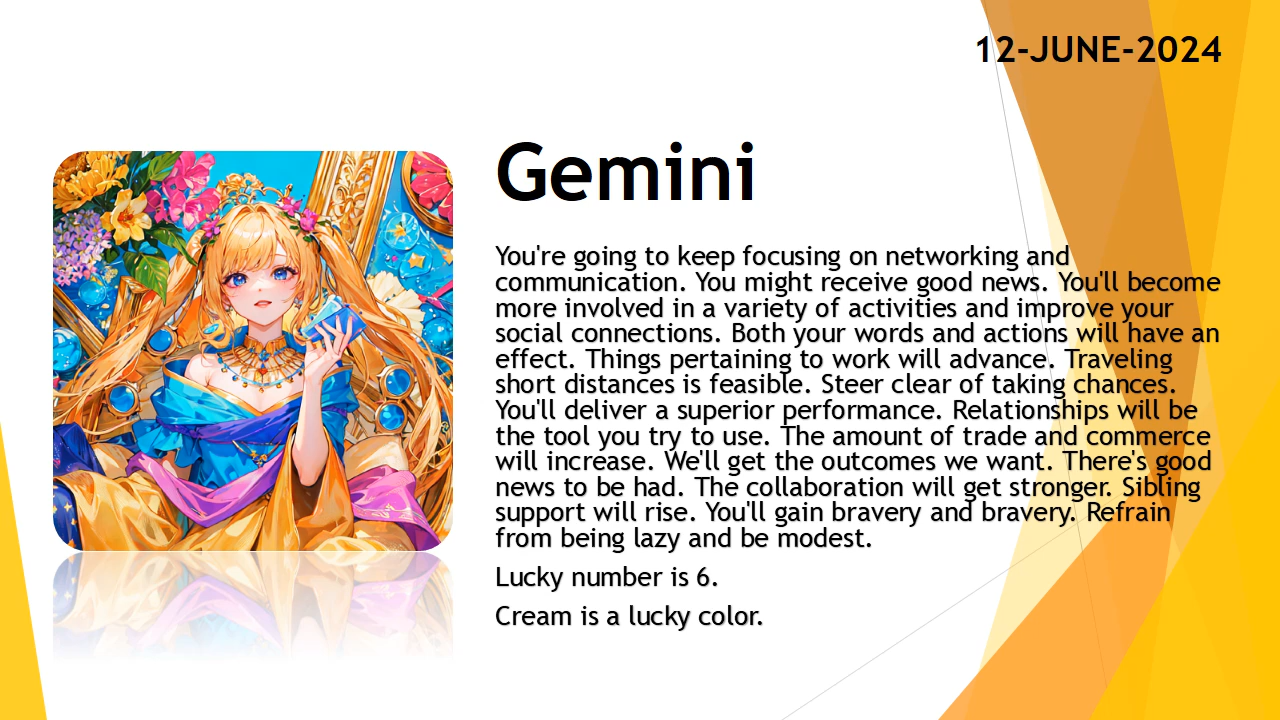 12-JUNE-2024
Gemini
You're going to keep focusing on networking and
communication. You might receive good news. You'll become
more involved in a variety of activities and improve your
social connections. Both your words and actions will have an
effect. Things pertaining to work will advance. Traveling
short distances is feasible. Steer clear of taking chances.
You'll deliver a superior performance. Relationships will be
the tool you try to use. The amount of trade and commerce
will increase. We'll get the outcomes we want. There's good
news to be had. The collaboration will get stronger. Sibling
support will rise. You'll gain bravery and bravery. Refrain
from being lazy and be modest.
Lucky number is 6.
Cream is a lucky color.